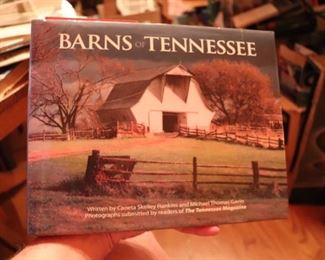 BARNS OF TENNESSEE
Written by Caneta Skelley Hankins and Michael Thomas Gavin
Photographs submitted by readers of The Tennessee Magazine